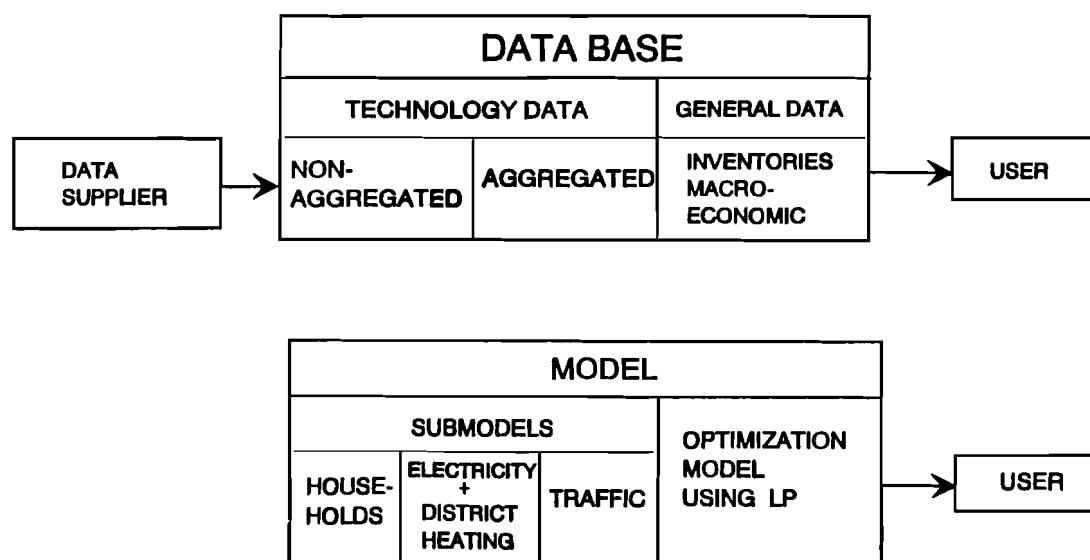 DATA BASE
TECHNOLOGY DATA
GENERAL DATA
DATA
SUPPLIER
NON-
AGGREGATED
AGGREGATED
INVENTORIES
MACRO-
ECONOMIC
USER
MODEL
SUBMODELS
HOUSE-
HOLDS
ELECTRICITY
+
DISTRICT
HEATING
TRAFFIC
OPTIMIZATION
MODEL
USING LP
USER